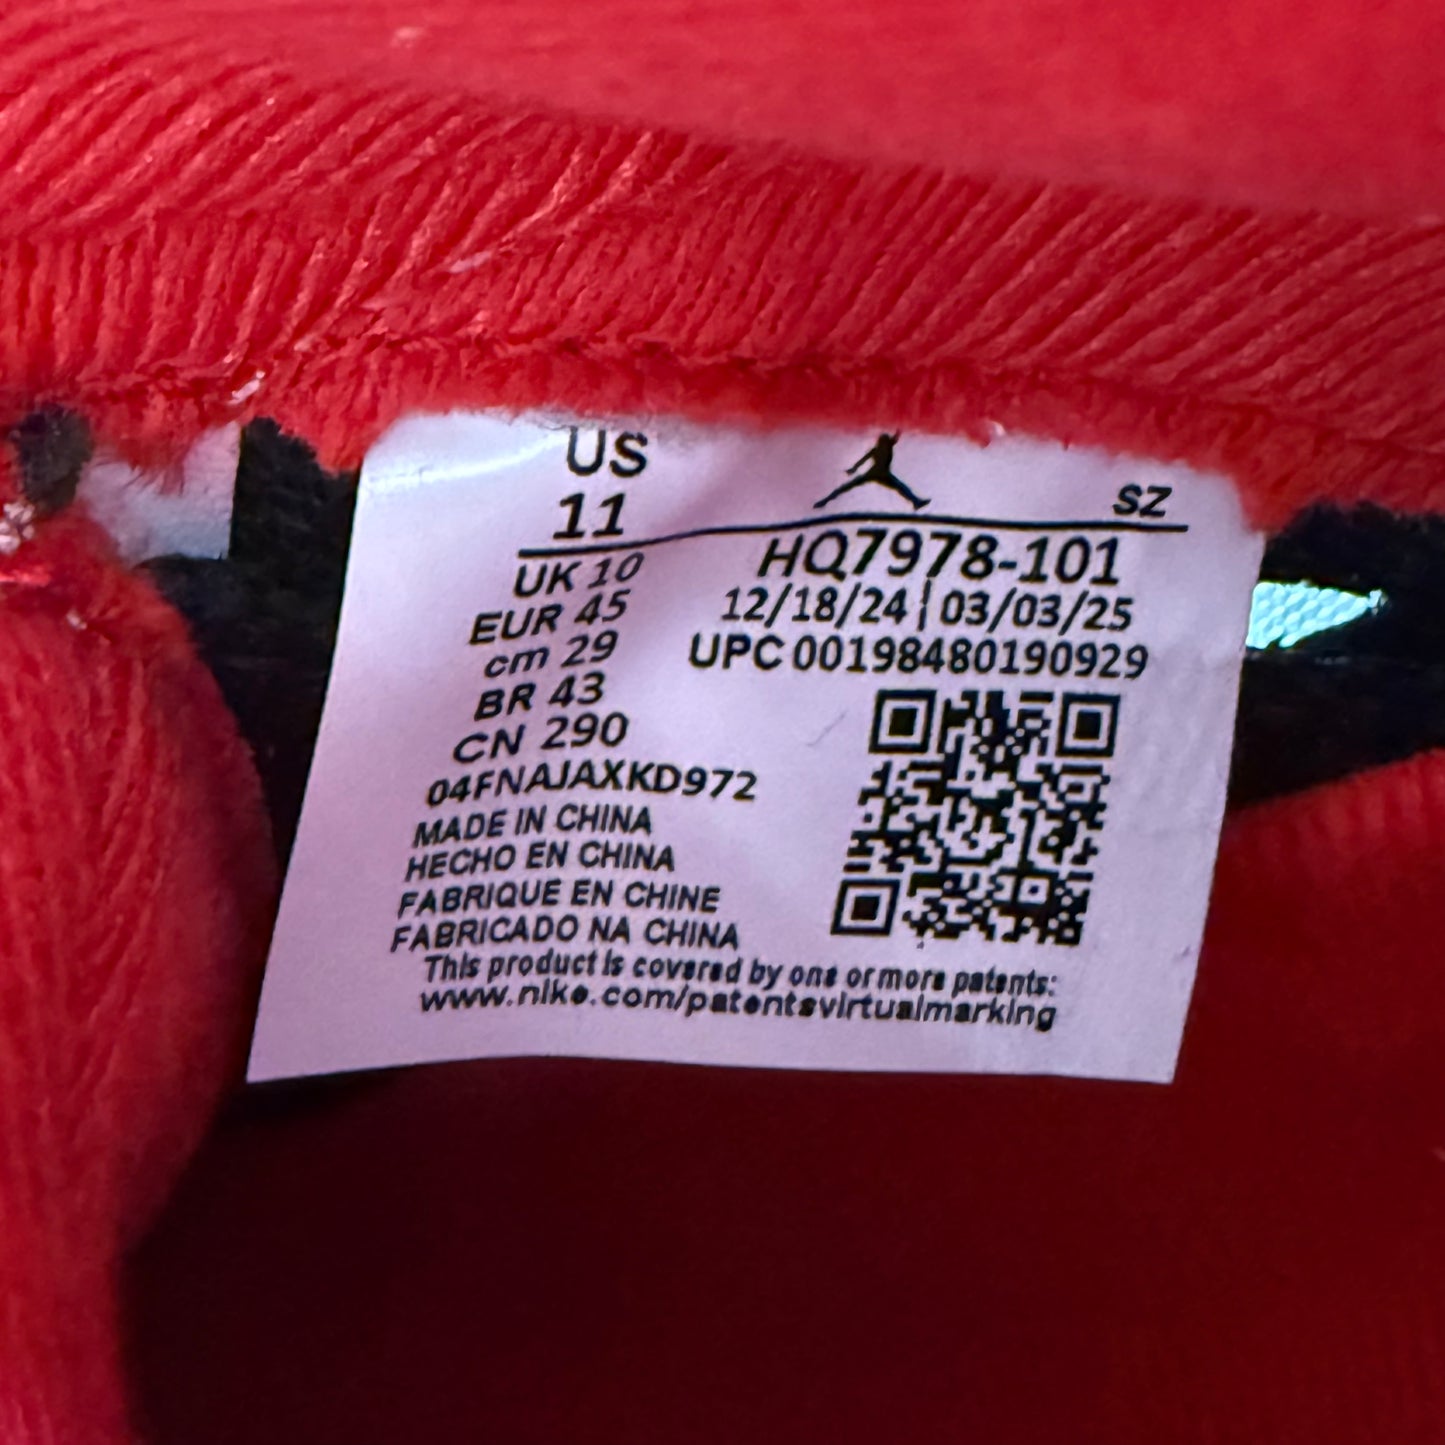 US
11
SZ
UK 10
EUR 45
cm 29
BR 43
CN 290
HQ7978-101
12/18/24 | 03/03/25
UPC 00198480190929
04FNAJAXKD972
MADE IN CHINA
HECHO EN CHINA
FABRIQUE EN CHINE
FABRICADO NA CHINA
This product is covered by one or more patents:
www.nike.com/patentsvirtualmarking